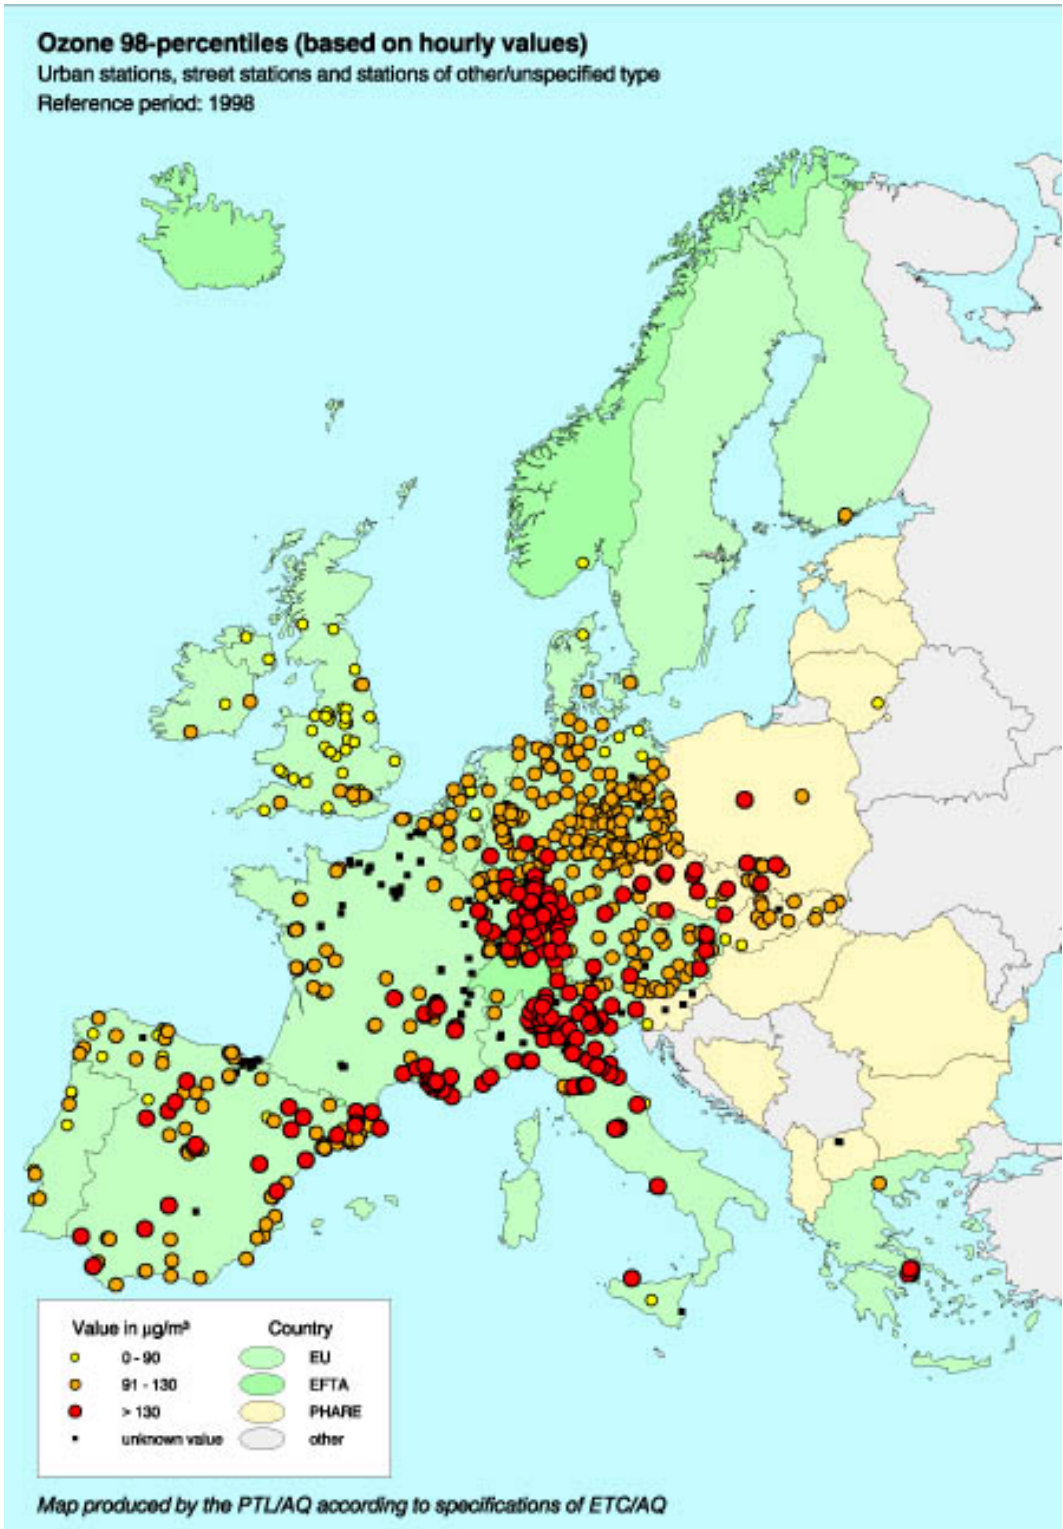 Ozone 98-percentiles (based on hourly values)
Urban stations, street stations and stations of other/unspecified type
Reference period: 1998
Value in µg/m³ Country
0 - 90 EU
91 - 130 EFTA
> 130 PHARE
unknown value other
Map produced by the PTL/AQ according to specifications of ETC/AQ